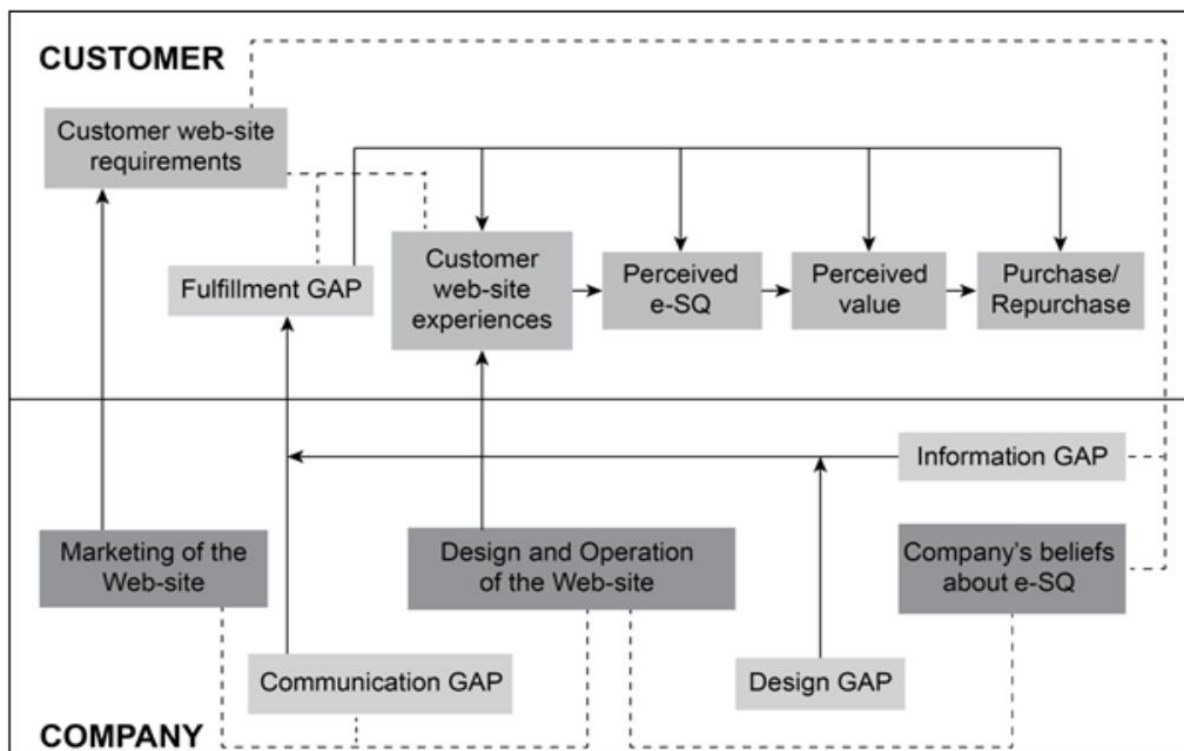 CUSTOMER
Customer web-site
requirements
Fulfillment GAP
Customer
web-site
experiences
Perceived
e-SQ
Perceived
value
Purchase/
Repurchase
Information GAP
Marketing of the
Web-site
Design and Operation
of the Web-site
Company's beliefs
about e-SQ
Communication GAP
Design GAP
COMPANY